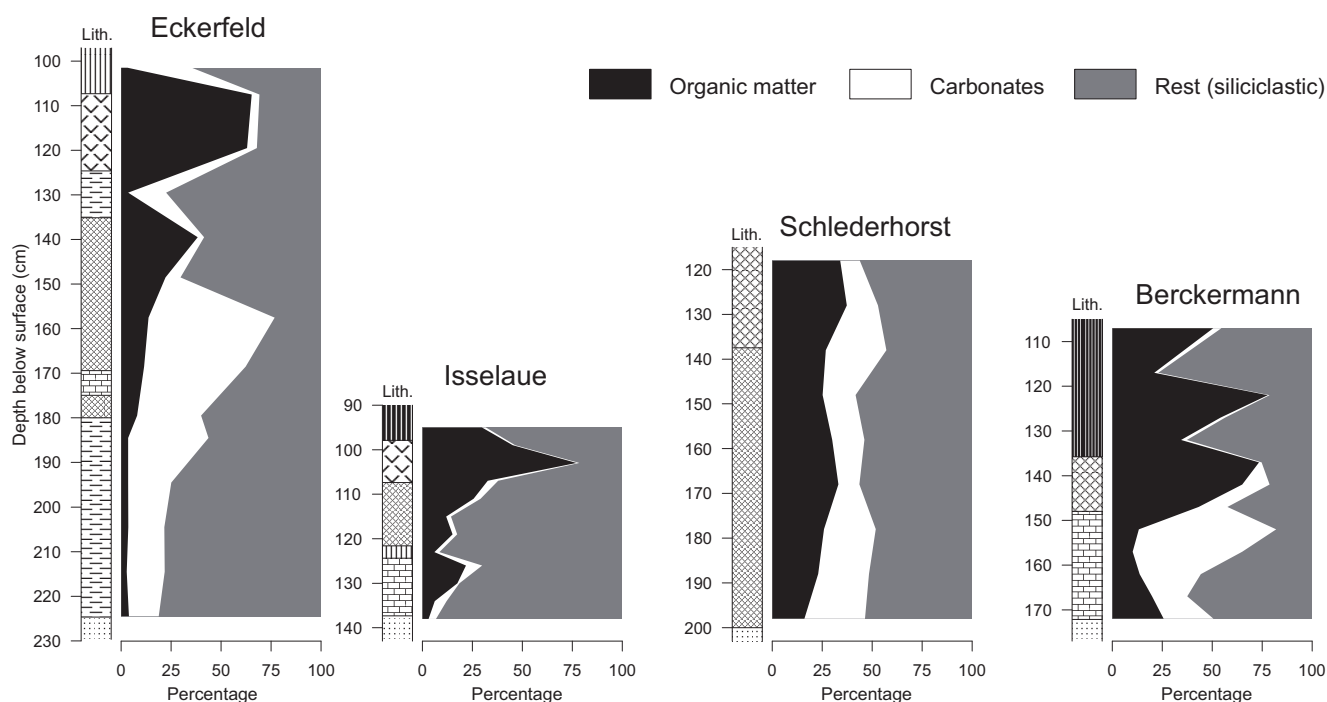 Eckerfeld
Lith.
100
110
120
130
140
150
160
170
180
190
200
210
220
230
Depth below surface (cm)
0 25 50 75 100
Percentage
Organic matter Carbonates Rest (siliciclastic)
Isselaue
Lith.
90
100
110
120
130
140
0 25 50 75 100
Percentage
Schlederhorst
Lith.
120
130
140
150
160
170
180
190
200
0 25 50 75 100
Percentage
Berckermann
Lith.
110
120
130
140
150
160
170
0 25 50 75 100
Percentage